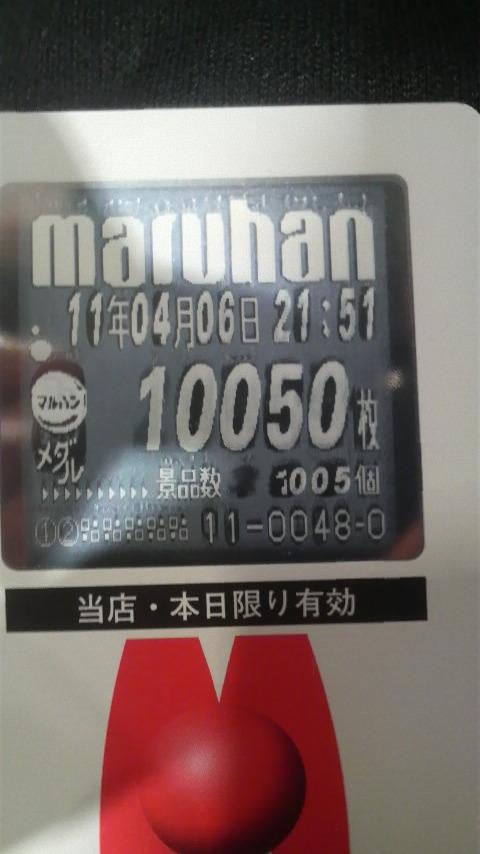 maruhan
11年04月06日 21:51
マルハン
10050枚
メダル
景品数 1005個
①② 11-0048-0
当店・本日限り有効